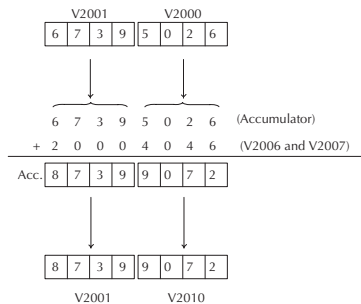 V2001 V2000
6 7 3 9 5 0 2 6
6 7 3 9 5 0 2 6 (Accumulator)
+ 2 0 0 0 4 0 4 6 (V2006 and V2007)
Acc. 8 7 3 9 9 0 7 2
8 7 3 9 9 0 7 2
V2001 V2010